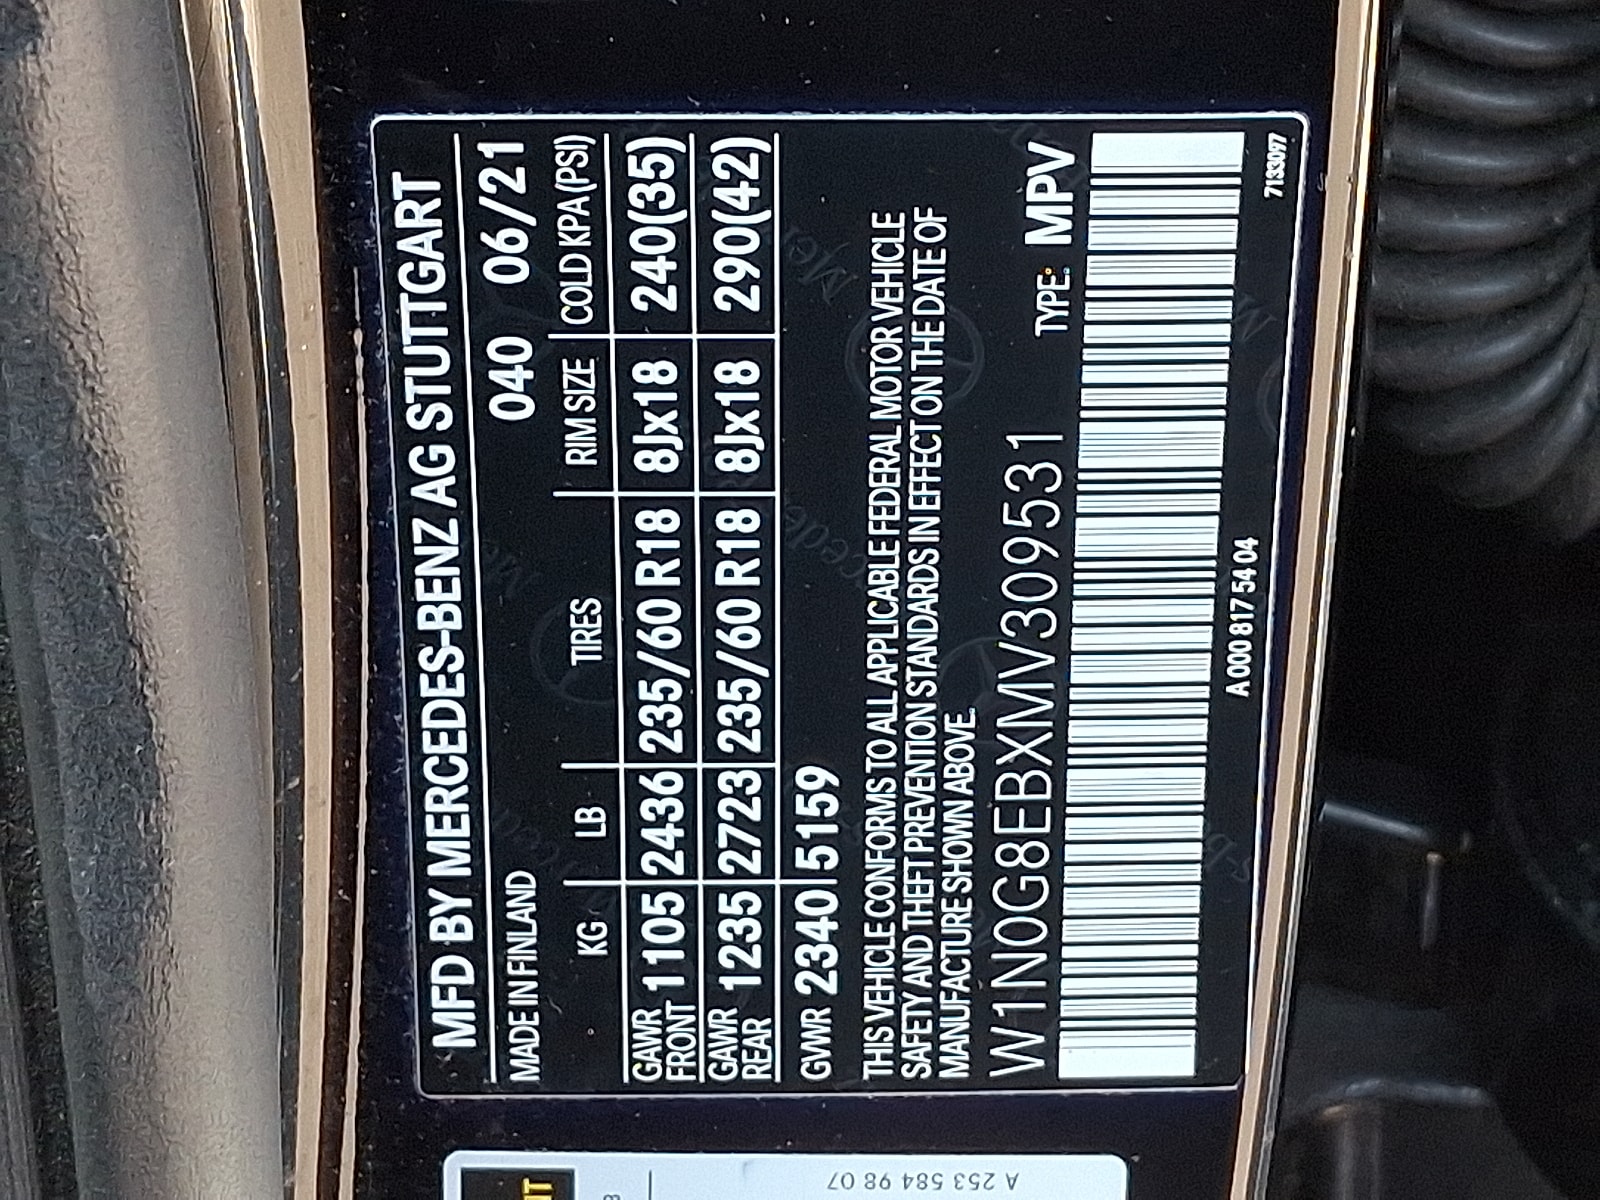 MFD BY MERCEDES-BENZ AG STUTTGART
MADE IN FINLAND 040 06/21
KG LB TIRES RIM SIZE COLD KPA (PSI)
GAWR FRONT 1105 2436 235/60 R18 8Jx18 240(35)
GAWR REAR 1235 2723 235/60 R18 8Jx18 290(42)
GVWR 2340 5159
THIS VEHICLE CONFORMS TO ALL APPLICABLE FEDERAL MOTOR VEHICLE
SAFETY AND THEFT PREVENTION STANDARDS IN EFFECT ON THE DATE OF
MANUFACTURE SHOWN ABOVE.
W1N0G8EBXMV309531 TYPE: MPV
A 000 817 54 04
7133097
A 253 584 98 07